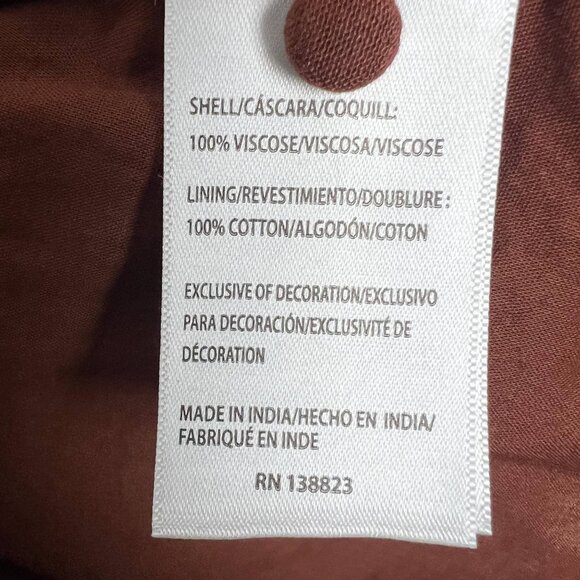 SHELL/CÁSCARA/COQUILL:
100% VISCOSE/VISCOSA/VISCOSE
LINING/REVESTIMIENTO/DOUBLURE :
100% COTTON/ALGODÓN/COTON
EXCLUSIVE OF DECORATION/EXCLUSIVO
PARA DECORACIÓN/EXCLUSIVITÉ DE
DÉCORATION
MADE IN INDIA/HECHO EN INDIA/
FABRIQUÉ EN INDE
RN 138823